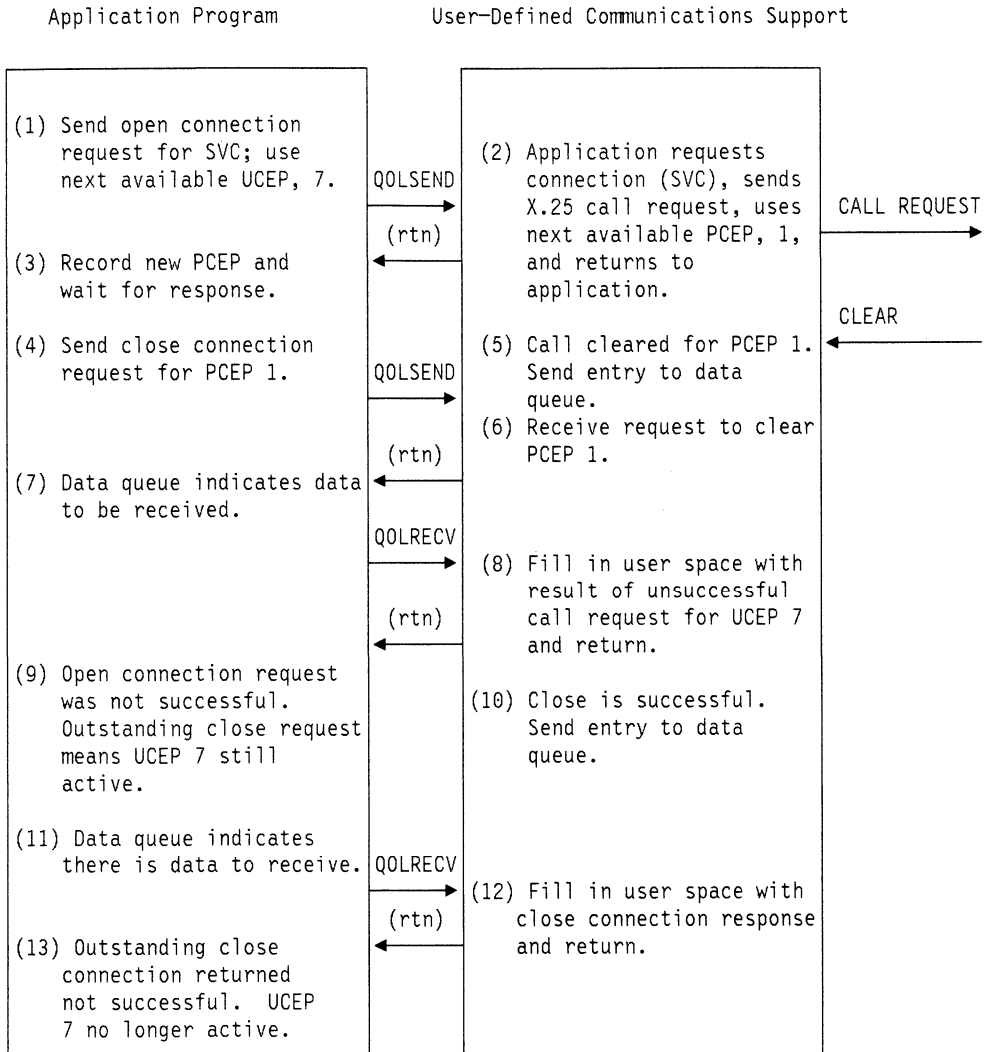 Application Program
User-Defined Communications Support
(1) Send open connection
request for SVC; use
next available UCEP, 7.
QOLSEND
(rtn)
(2) Application requests
connection (SVC), sends
X.25 call request, uses
next available PCEP, 1,
and returns to
application.
CALL REQUEST
(3) Record new PCEP and
wait for response.
CLEAR
(4) Send close connection
request for PCEP 1.
QOLSEND
(5) Call cleared for PCEP 1.
Send entry to data
queue.
(6) Receive request to clear
PCEP 1.
(rtn)
(7) Data queue indicates data
to be received.
QOLRECV
(8) Fill in user space with
result of unsuccessful
call request for UCEP 7
and return.
(rtn)
(9) Open connection request
was not successful.
Outstanding close request
means UCEP 7 still
active.
(10) Close is successful.
Send entry to data
queue.
(11) Data queue indicates
there is data to receive.
QOLRECV
(12) Fill in user space with
close connection response
and return.
(rtn)
(13) Outstanding close
connection returned
not successful. UCEP
7 no longer active.